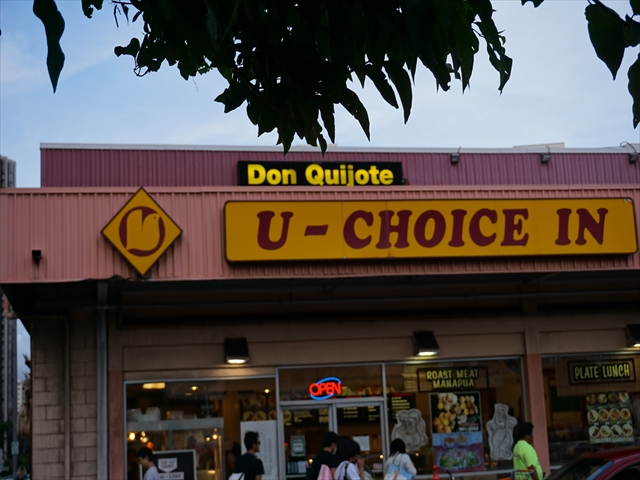 Don Quijote
U - CHOICE IN
OPEN
ROAST MEAT
MANAPUA
PLATE LUNCH